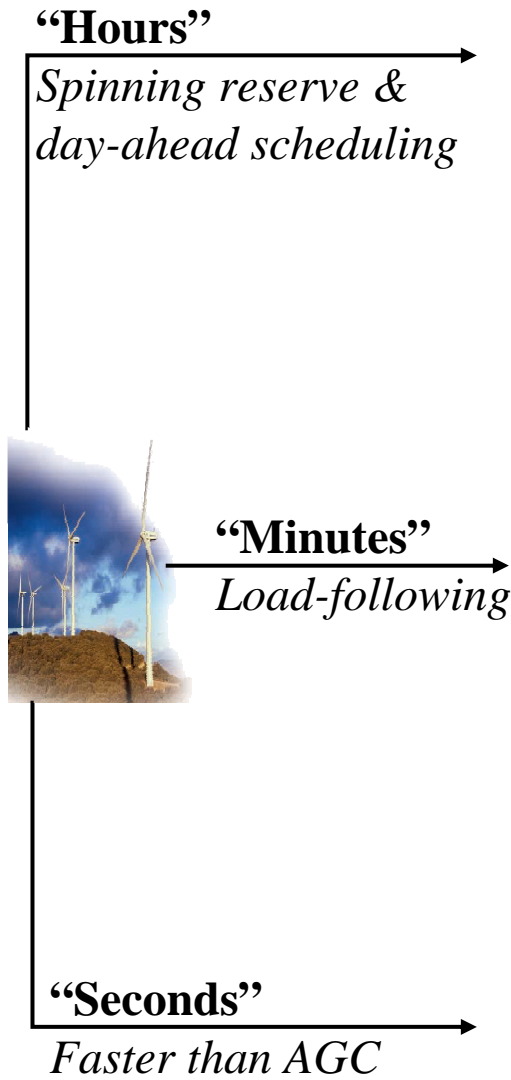 “Hours”
Spinning reserve &
day-ahead scheduling
“Minutes”
Load-following
“Seconds”
Faster than AGC